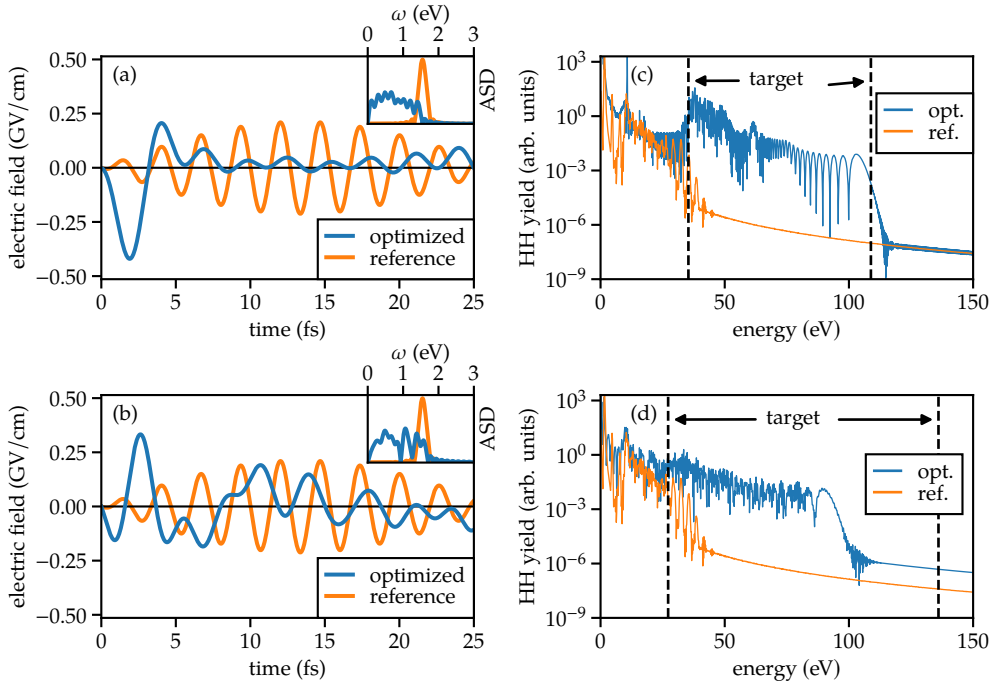 ω (eV)
0 1 2 3
ASD
(a)
electric field (GV/cm)
0.50
0.25
0.00
−0.25
−0.50
optimized
reference
0 5 10 15 20 25
time (fs)
(c)
target
HH yield (arb. units)
10³
10⁰
10⁻³
10⁻⁶
10⁻⁹
opt.
ref.
0 50 100 150
energy (eV)
ω (eV)
0 1 2 3
ASD
(b)
electric field (GV/cm)
0.50
0.25
0.00
−0.25
−0.50
optimized
reference
0 5 10 15 20 25
time (fs)
(d)
target
HH yield (arb. units)
10³
10⁰
10⁻³
10⁻⁶
10⁻⁹
opt.
ref.
0 50 100 150
energy (eV)